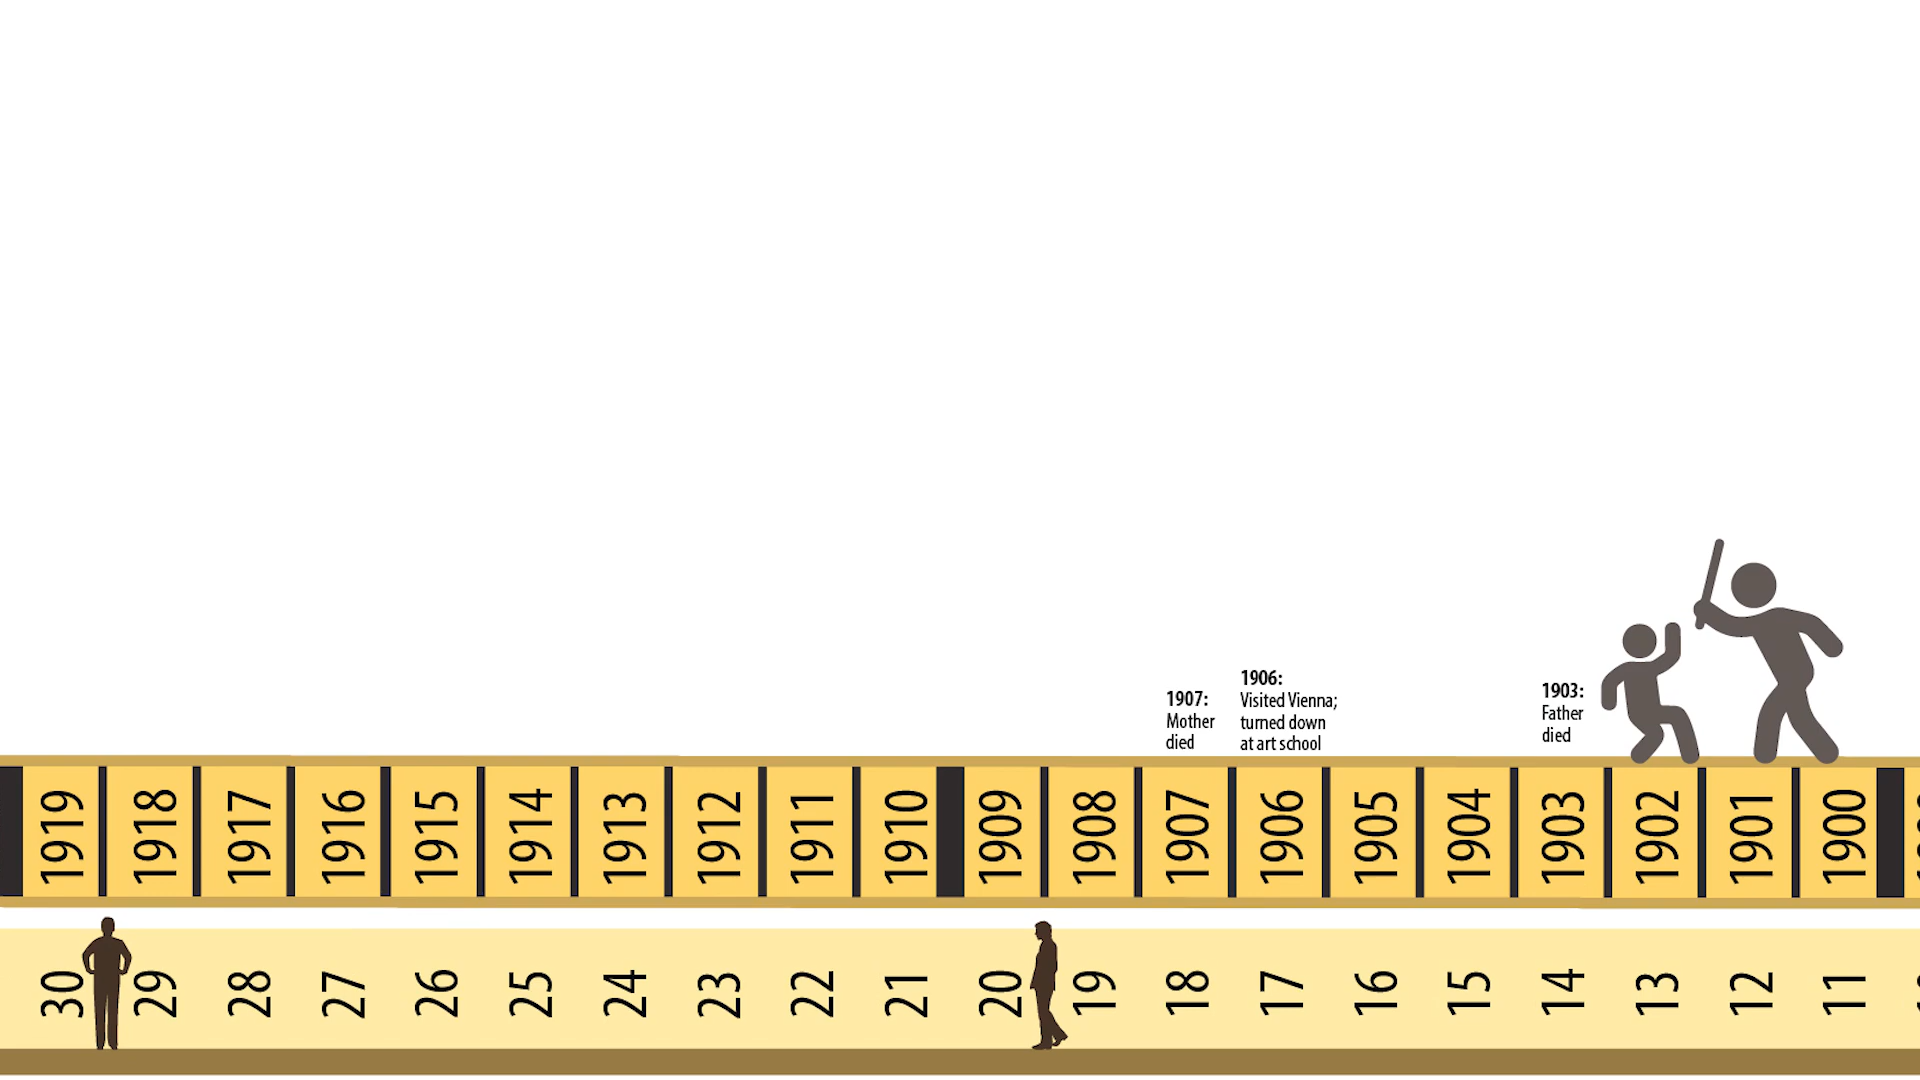 1907:
Mother
died
1906:
Visited Vienna;
turned down
at art school
1903:
Father
died
1919 1918 1917 1916 1915 1914 1913 1912 1911 1910 1909 1908 1907 1906 1905 1904 1903 1902 1901 1900
30 29 28 27 26 25 24 23 22 21 20 19 18 17 16 15 14 13 12 11